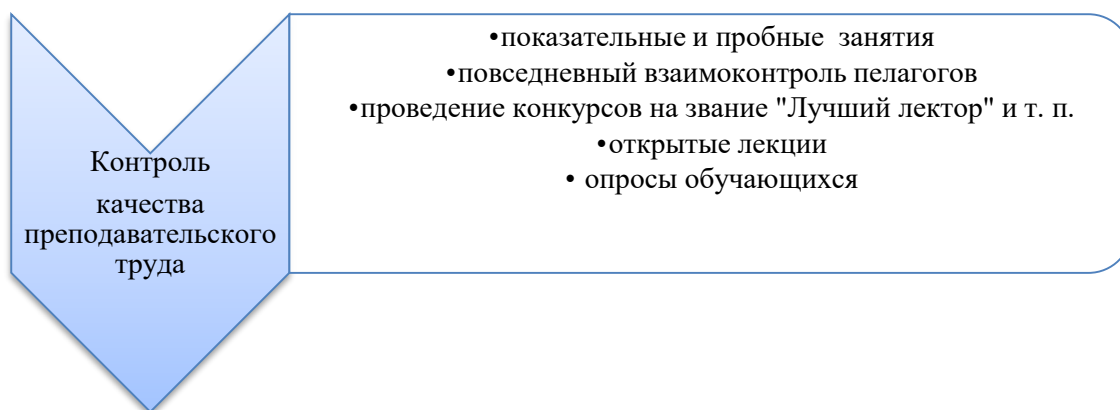 Контроль
качества
преподавательского
труда
•показательные и пробные занятия
•повседневный взаимоконтроль пелагогов
•проведение конкурсов на звание "Лучший лектор" и т. п.
•открытые лекции
• опросы обучающихся